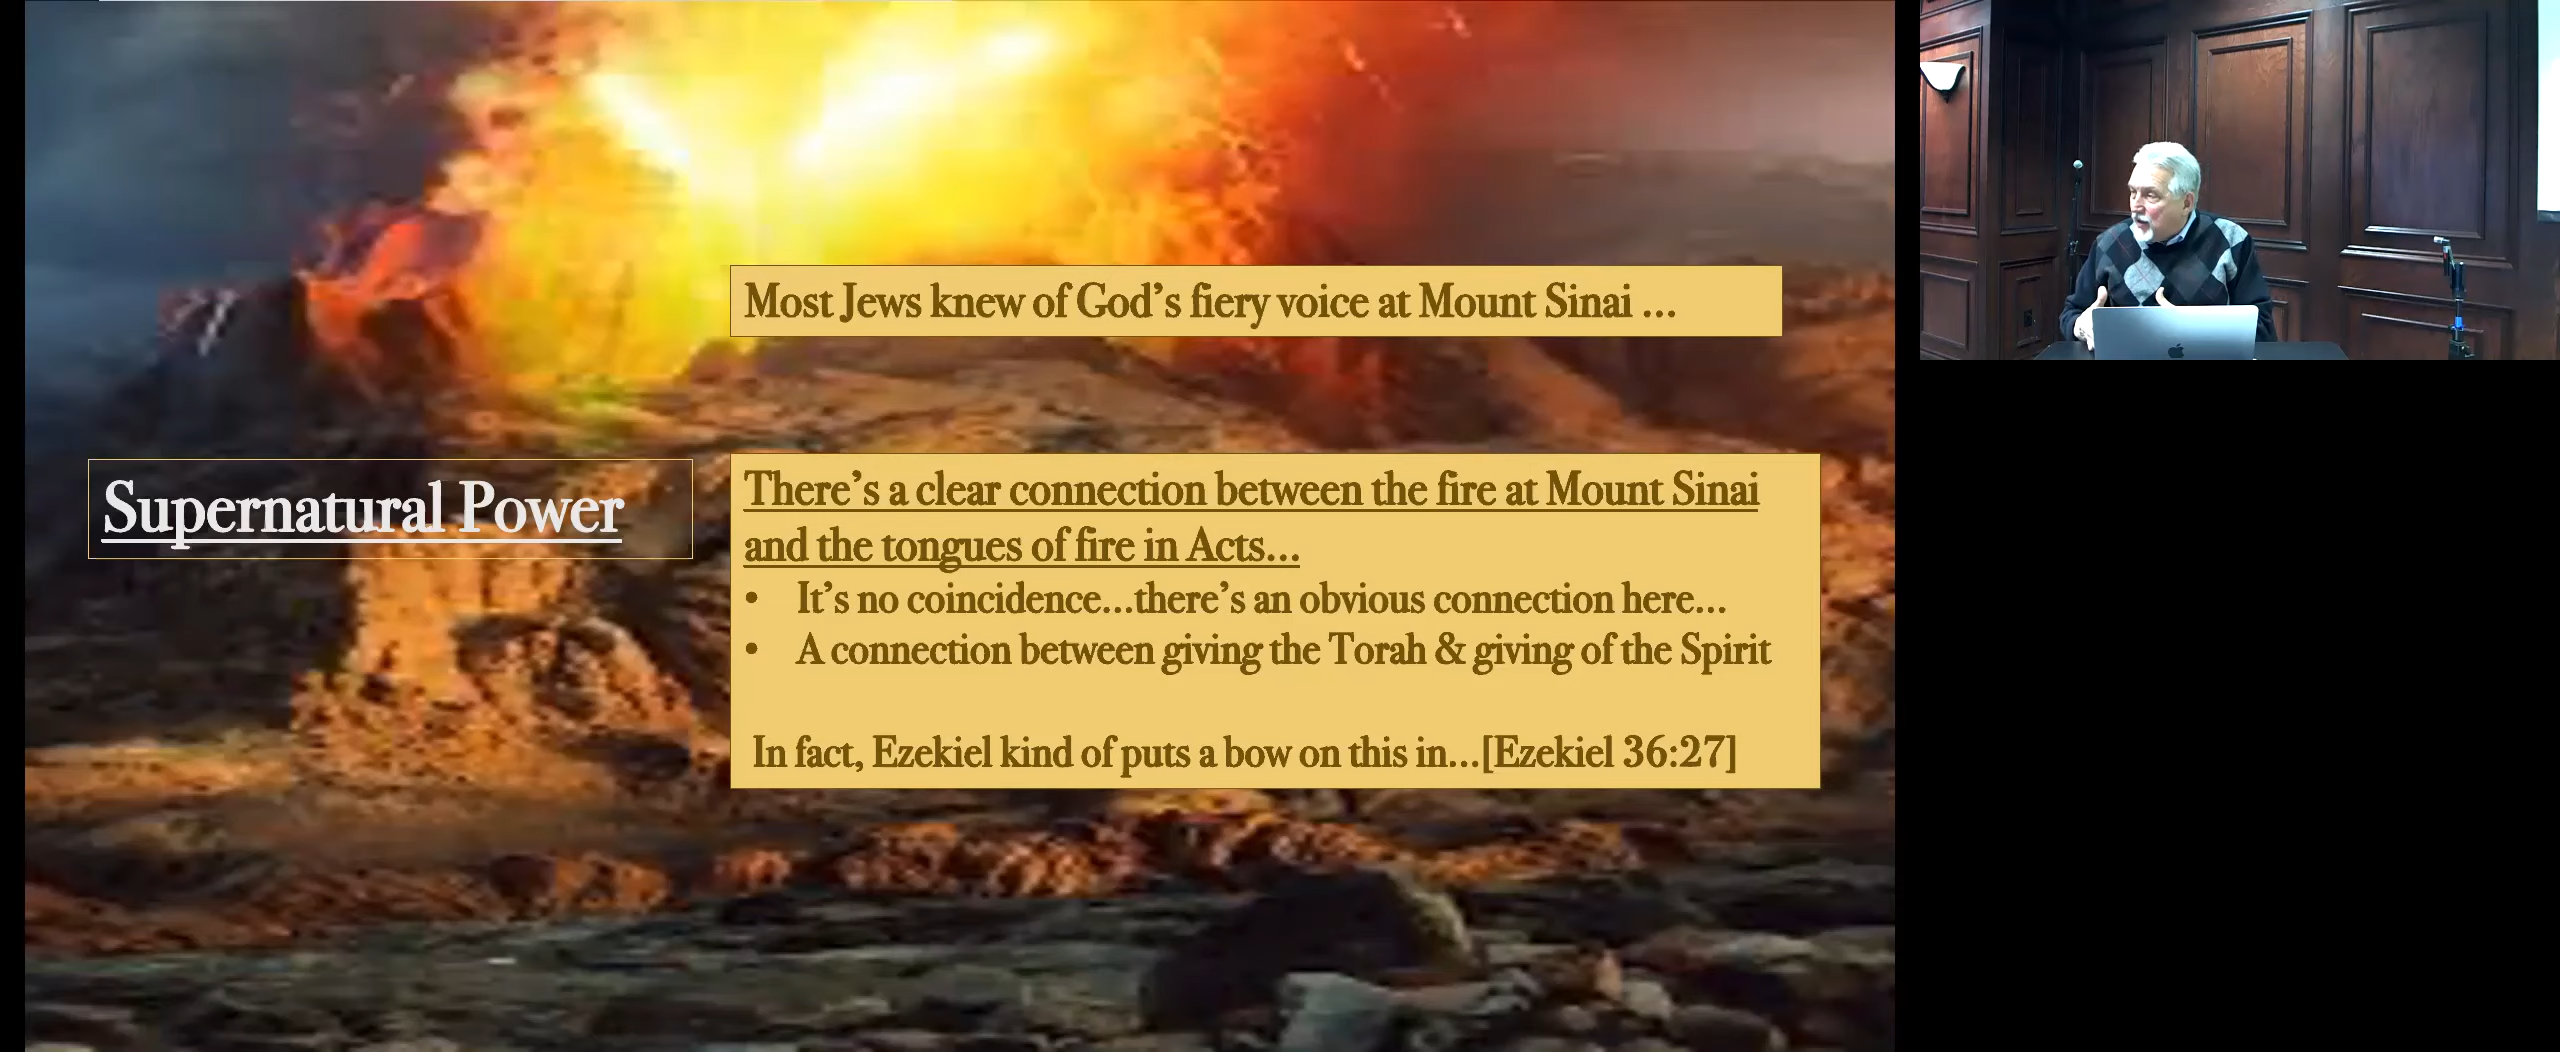 Most Jews knew of God’s fiery voice at Mount Sinai ...
Supernatural Power
There’s a clear connection between the fire at Mount Sinai
and the tongues of fire in Acts...
• It’s no coincidence...there’s an obvious connection here...
• A connection between giving the Torah & giving of the Spirit
In fact, Ezekiel kind of puts a bow on this in...[Ezekiel 36:27]